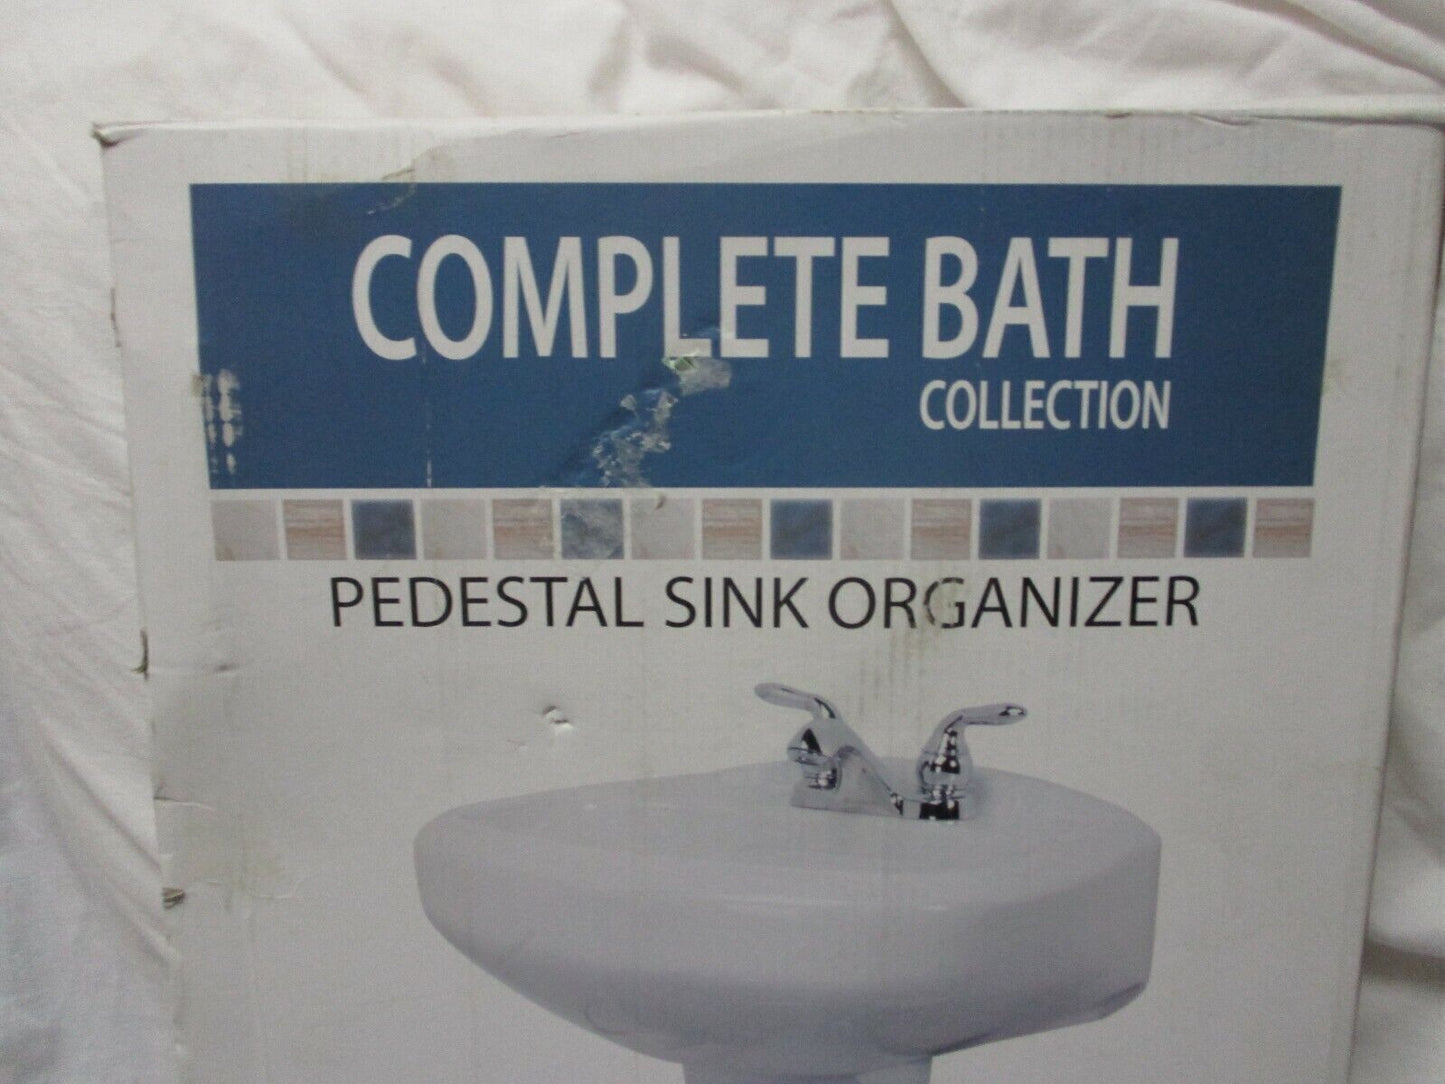 COMPLETE BATH
COLLECTION
PEDESTAL SINK ORGANIZER